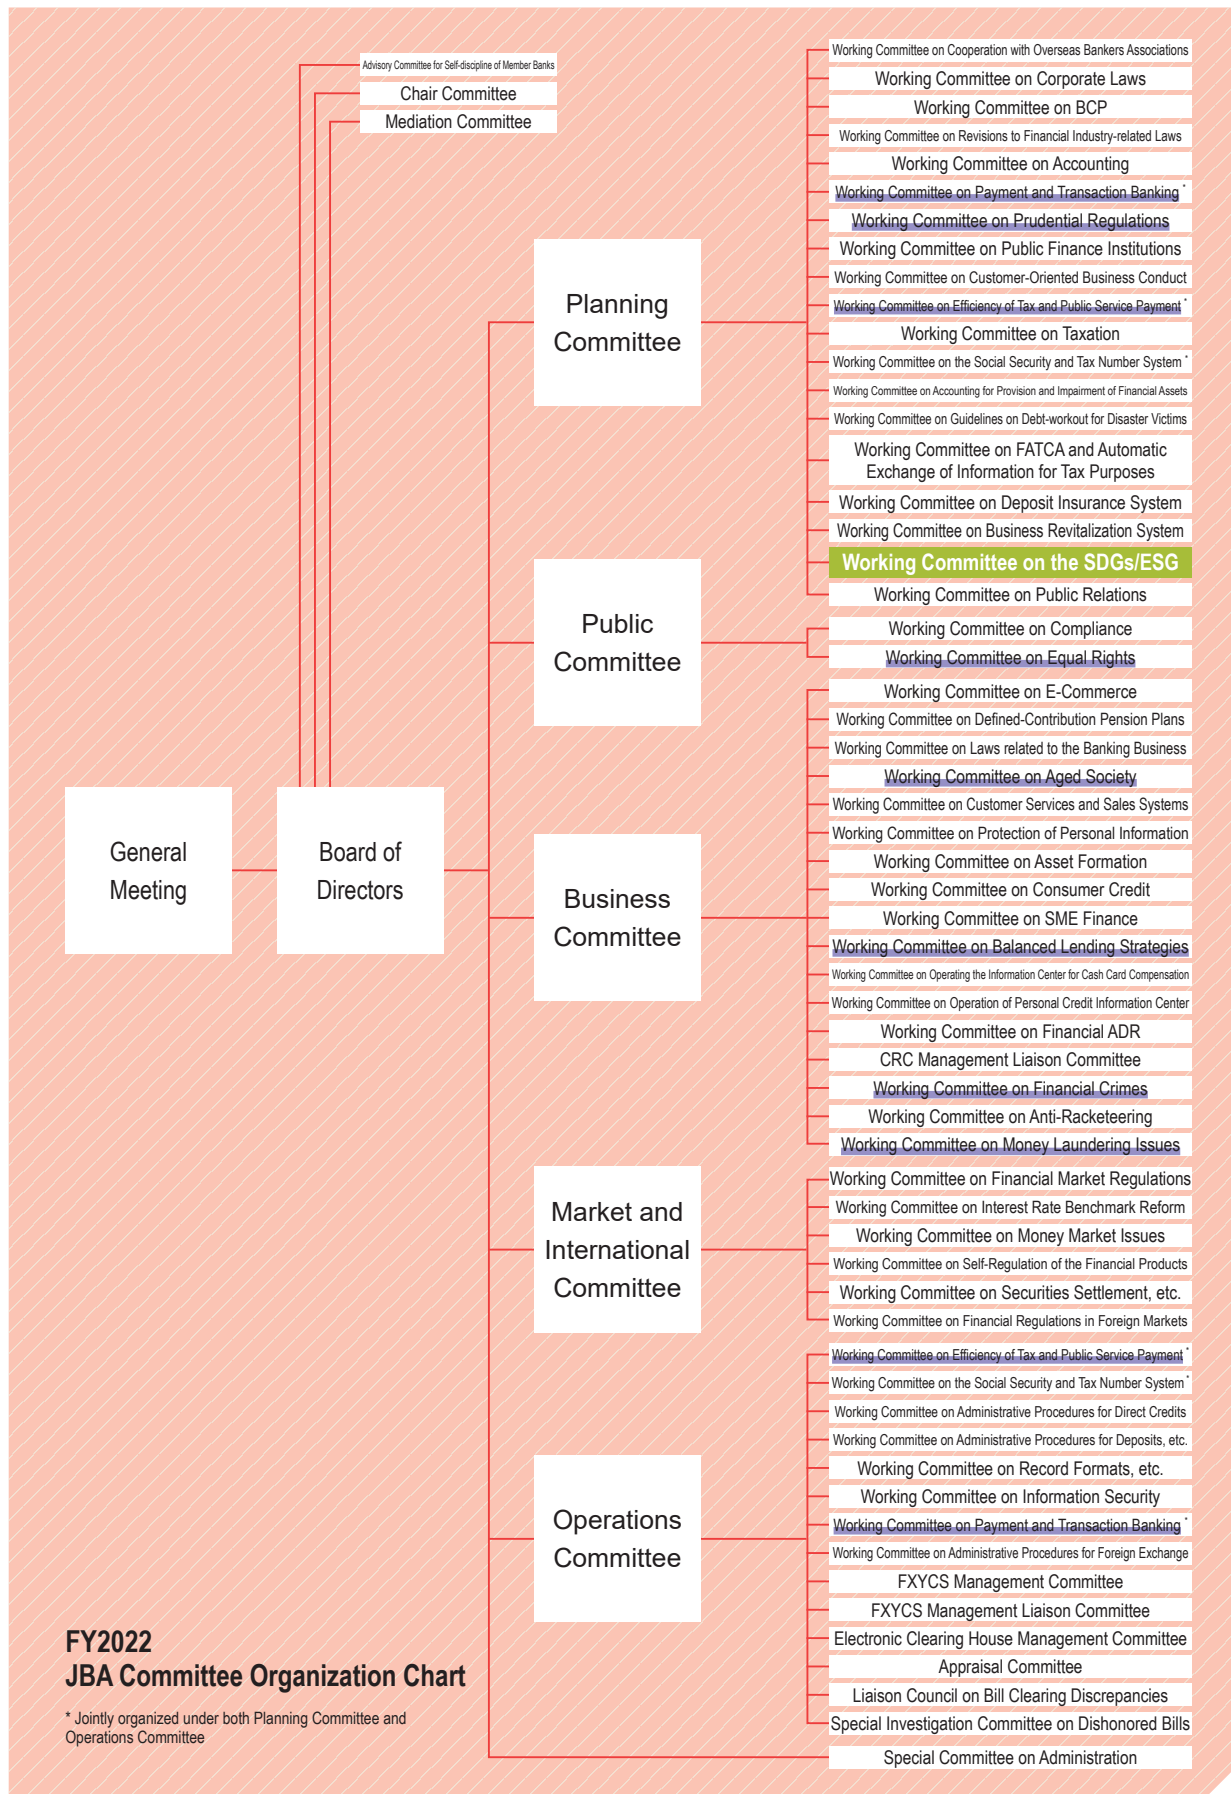 Advisory Committee for Self-discipline of Member Banks
Chair Committee
Mediation Committee
General
Meeting
Board of
Directors
Planning
Committee
Working Committee on Cooperation with Overseas Bankers Associations
Working Committee on Corporate Laws
Working Committee on BCP
Working Committee on Revisions to Financial Industry-related Laws
Working Committee on Accounting
Working Committee on Payment and Transaction Banking *
Working Committee on Prudential Regulations
Working Committee on Public Finance Institutions
Working Committee on Customer-Oriented Business Conduct
Working Committee on Efficiency of Tax and Public Service Payment *
Working Committee on Taxation
Working Committee on the Social Security and Tax Number System *
Working Committee on Accounting for Provision and Impairment of Financial Assets
Working Committee on Guidelines on Debt-workout for Disaster Victims
Working Committee on FATCA and Automatic
Exchange of Information for Tax Purposes
Working Committee on Deposit Insurance System
Working Committee on Business Revitalization System
Working Committee on the SDGs/ESG
Working Committee on Public Relations
Public
Committee
Working Committee on Compliance
Working Committee on Equal Rights
Business
Committee
Working Committee on E-Commerce
Working Committee on Defined-Contribution Pension Plans
Working Committee on Laws related to the Banking Business
Working Committee on Aged Society
Working Committee on Customer Services and Sales Systems
Working Committee on Protection of Personal Information
Working Committee on Asset Formation
Working Committee on Consumer Credit
Working Committee on SME Finance
Working Committee on Balanced Lending Strategies
Working Committee on Operating the Information Center for Cash Card Compensation
Working Committee on Operation of Personal Credit Information Center
Working Committee on Financial ADR
CRC Management Liaison Committee
Working Committee on Financial Crimes
Working Committee on Anti-Racketeering
Working Committee on Money Laundering Issues
Market and
International
Committee
Working Committee on Financial Market Regulations
Working Committee on Interest Rate Benchmark Reform
Working Committee on Money Market Issues
Working Committee on Self-Regulation of the Financial Products
Working Committee on Securities Settlement, etc.
Working Committee on Financial Regulations in Foreign Markets
Operations
Committee
Working Committee on Efficiency of Tax and Public Service Payment *
Working Committee on the Social Security and Tax Number System *
Working Committee on Administrative Procedures for Direct Credits
Working Committee on Administrative Procedures for Deposits, etc.
Working Committee on Record Formats, etc.
Working Committee on Information Security
Working Committee on Payment and Transaction Banking *
Working Committee on Administrative Procedures for Foreign Exchange
FXYCS Management Committee
FXYCS Management Liaison Committee
Electronic Clearing House Management Committee
Appraisal Committee
Liaison Council on Bill Clearing Discrepancies
Special Investigation Committee on Dishonored Bills
Special Committee on Administration
FY2022
JBA Committee Organization Chart
* Jointly organized under both Planning Committee and
Operations Committee